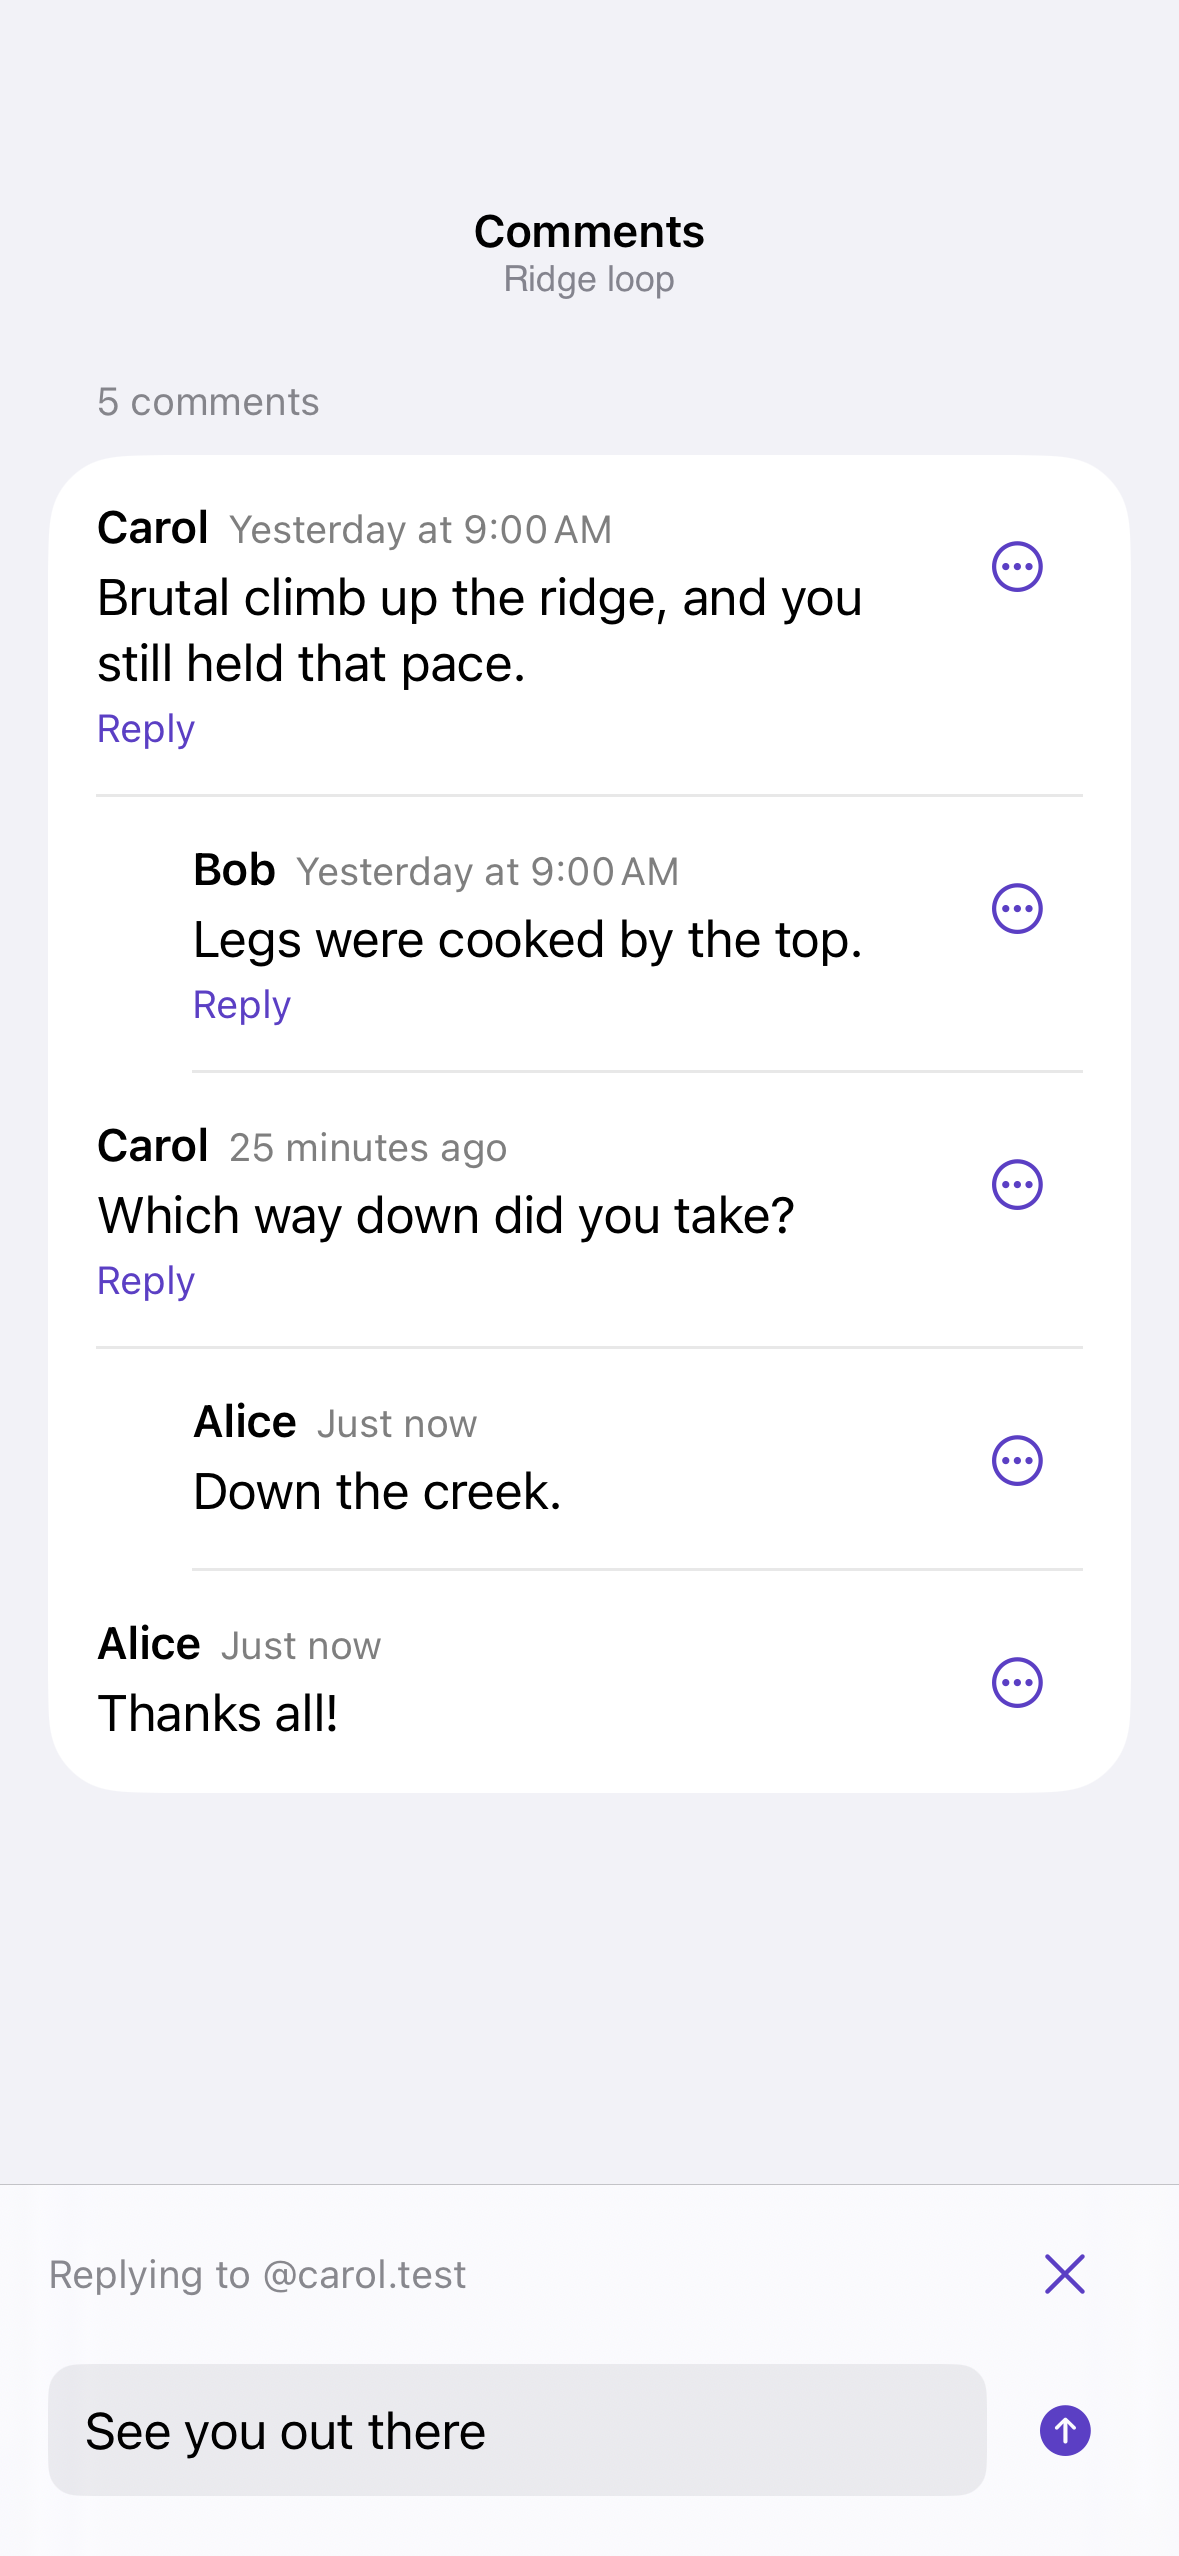 Comments
Ridge loop
5 comments
Carol Yesterday at 9:00 AM
Brutal climb up the ridge, and you
still held that pace.
Reply
Bob Yesterday at 9:00 AM
Legs were cooked by the top.
Reply
Carol 25 minutes ago
Which way down did you take?
Reply
Alice Just now
Down the creek.
Alice Just now
Thanks all!
Replying to @carol.test
See you out there